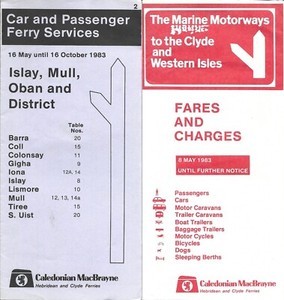 2
Car and Passenger
Ferry Services
16 May until 16 October 1983
Islay, Mull,
Oban and
District
Table
Nos.
Barra 20
Coll 15
Colonsay 11
Gigha 9
Iona 12A, 14
Islay 8
Lismore 10
Mull 12, 13, 14a
Tiree 15
S. Uist 20
Caledonian MacBrayne
Hebridean and Clyde Ferries
The Marine Motorways
to the Clyde
and
Western Isles
FARES
AND
CHARGES
8 MAY 1983
UNTIL FURTHER NOTICE
Passengers
Cars
Motor Caravans
Trailer Caravans
Boat Trailers
Baggage Trailers
Motor Cycles
Bicycles
Dogs
Sleeping Berths
Caledonian MacBrayne
Hebridean and Clyde Ferries